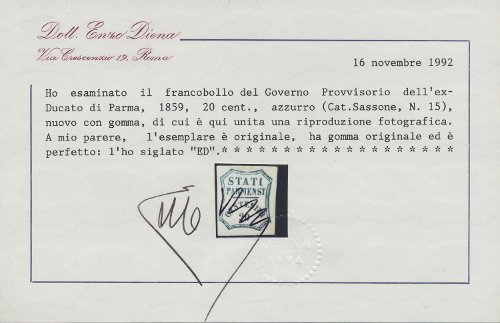 Dott. Enzo Diena
Via Crescenzio 19, Roma
16 novembre 1992
Ho esaminato il francobollo del Governo Provvisorio dell'ex-
Ducato di Parma, 1859, 20 cent., azzurro (Cat.Sassone, N. 15),
nuovo con gomma, di cui è qui unita una riproduzione fotografica.
A mio parere, l'esemplare è originale, ha gomma originale ed è
perfetto: l'ho siglato "ED".* * * * * * * * * * * * * * * * * * *
STATI
PARMENSI
ROMA